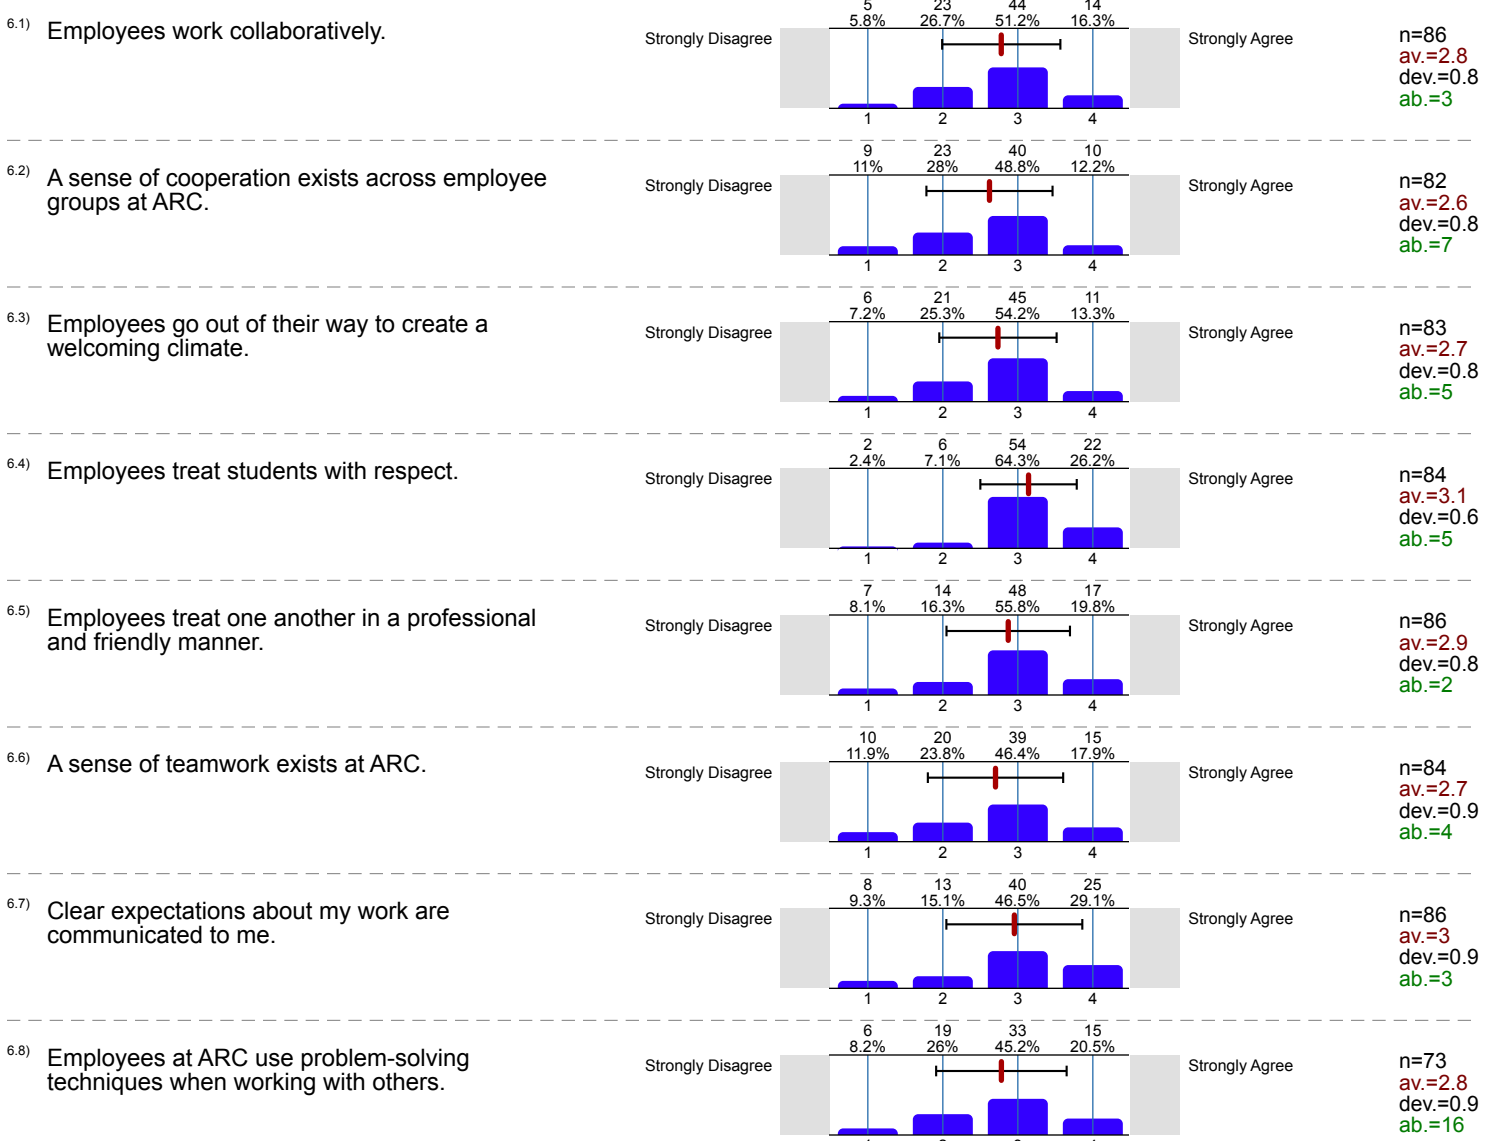 5 23 44 14
5.8% 26.7% 51.2% 16.3%
6.1) Employees work collaboratively.
Strongly Disagree Strongly Agree
n=86
av.=2.8
dev.=0.8
ab.=3
1 2 3 4
9 23 40 10
11% 28% 48.8% 12.2%
6.2) A sense of cooperation exists across employee
groups at ARC.
Strongly Disagree Strongly Agree
n=82
av.=2.6
dev.=0.8
ab.=7
1 2 3 4
6 21 45 11
7.2% 25.3% 54.2% 13.3%
6.3) Employees go out of their way to create a
welcoming climate.
Strongly Disagree Strongly Agree
n=83
av.=2.7
dev.=0.8
ab.=5
1 2 3 4
2 6 54 22
2.4% 7.1% 64.3% 26.2%
6.4) Employees treat students with respect.
Strongly Disagree Strongly Agree
n=84
av.=3.1
dev.=0.6
ab.=5
1 2 3 4
7 14 48 17
8.1% 16.3% 55.8% 19.8%
6.5) Employees treat one another in a professional
and friendly manner.
Strongly Disagree Strongly Agree
n=86
av.=2.9
dev.=0.8
ab.=2
1 2 3 4
10 20 39 15
11.9% 23.8% 46.4% 17.9%
6.6) A sense of teamwork exists at ARC.
Strongly Disagree Strongly Agree
n=84
av.=2.7
dev.=0.9
ab.=4
1 2 3 4
8 13 40 25
9.3% 15.1% 46.5% 29.1%
6.7) Clear expectations about my work are
communicated to me.
Strongly Disagree Strongly Agree
n=86
av.=3
dev.=0.9
ab.=3
1 2 3 4
6 19 33 15
8.2% 26% 45.2% 20.5%
6.8) Employees at ARC use problem-solving
techniques when working with others.
Strongly Disagree Strongly Agree
n=73
av.=2.8
dev.=0.9
ab.=16